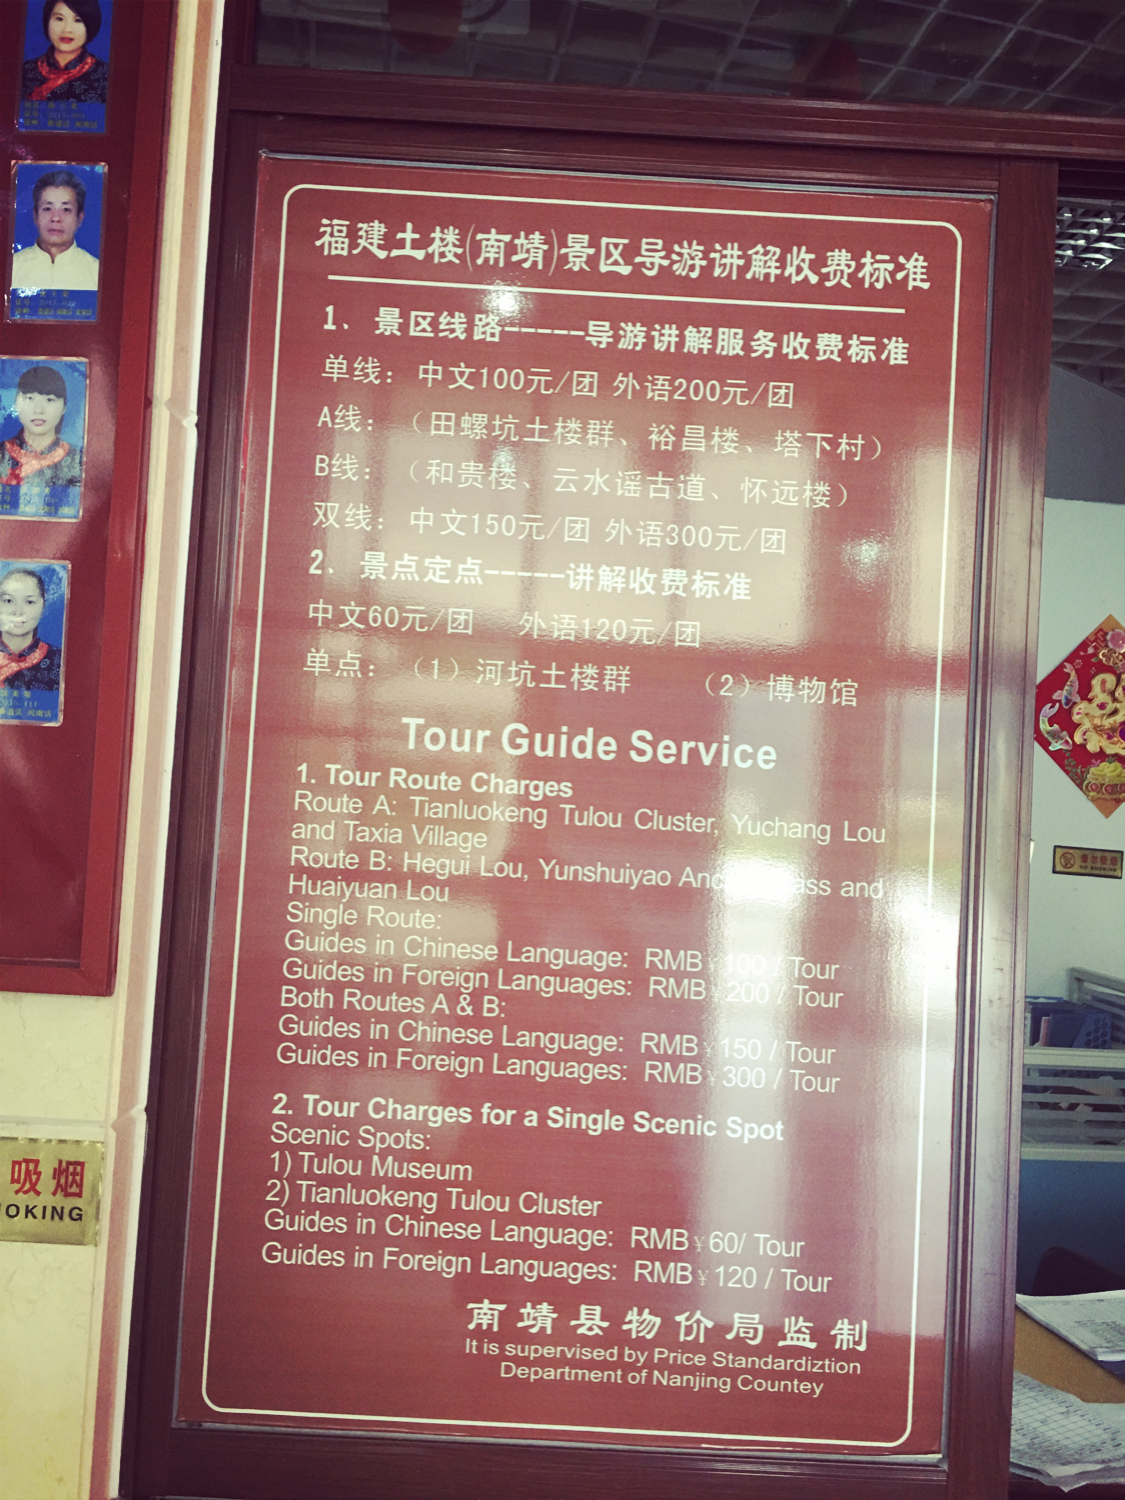 福建土楼(南靖)景区导游讲解收费标准
1. 景区线路-----导游讲解服务收费标准
单线：中文100元/团 外语200元/团
A线：（田螺坑土楼群、裕昌楼、塔下村）
B线：（和贵楼、云水谣古道、怀远楼）
双线：中文150元/团 外语300元/团
2. 景点定点-----讲解收费标准
中文60元/团 外语120元/团
单点：（1）河坑土楼群 （2）博物馆
Tour Guide Service
1. Tour Route Charges
Route A: Tianluokeng Tulou Cluster, Yuchang Lou
and Taxia Village
Route B: Hegui Lou, Yunshuiyao and
Huaiyuan Lou
Single Route:
Guides in Chinese Language: RMB¥100 / Tour
Guides in Foreign Languages: RMB¥200 / Tour
Both Routes A & B:
Guides in Chinese Language: RMB¥150 / Tour
Guides in Foreign Languages: RMB¥300 / Tour
2. Tour Charges for a Single Scenic Spot
Scenic Spots:
1) Tulou Museum
2) Tianluokeng Tulou Cluster
Guides in Chinese Language: RMB¥60/ Tour
Guides in Foreign Languages: RMB¥120 / Tour
南靖县物价局监制
It is supervised by Price Standardiztion
Department of Nanjing Countey
吸烟
OKING